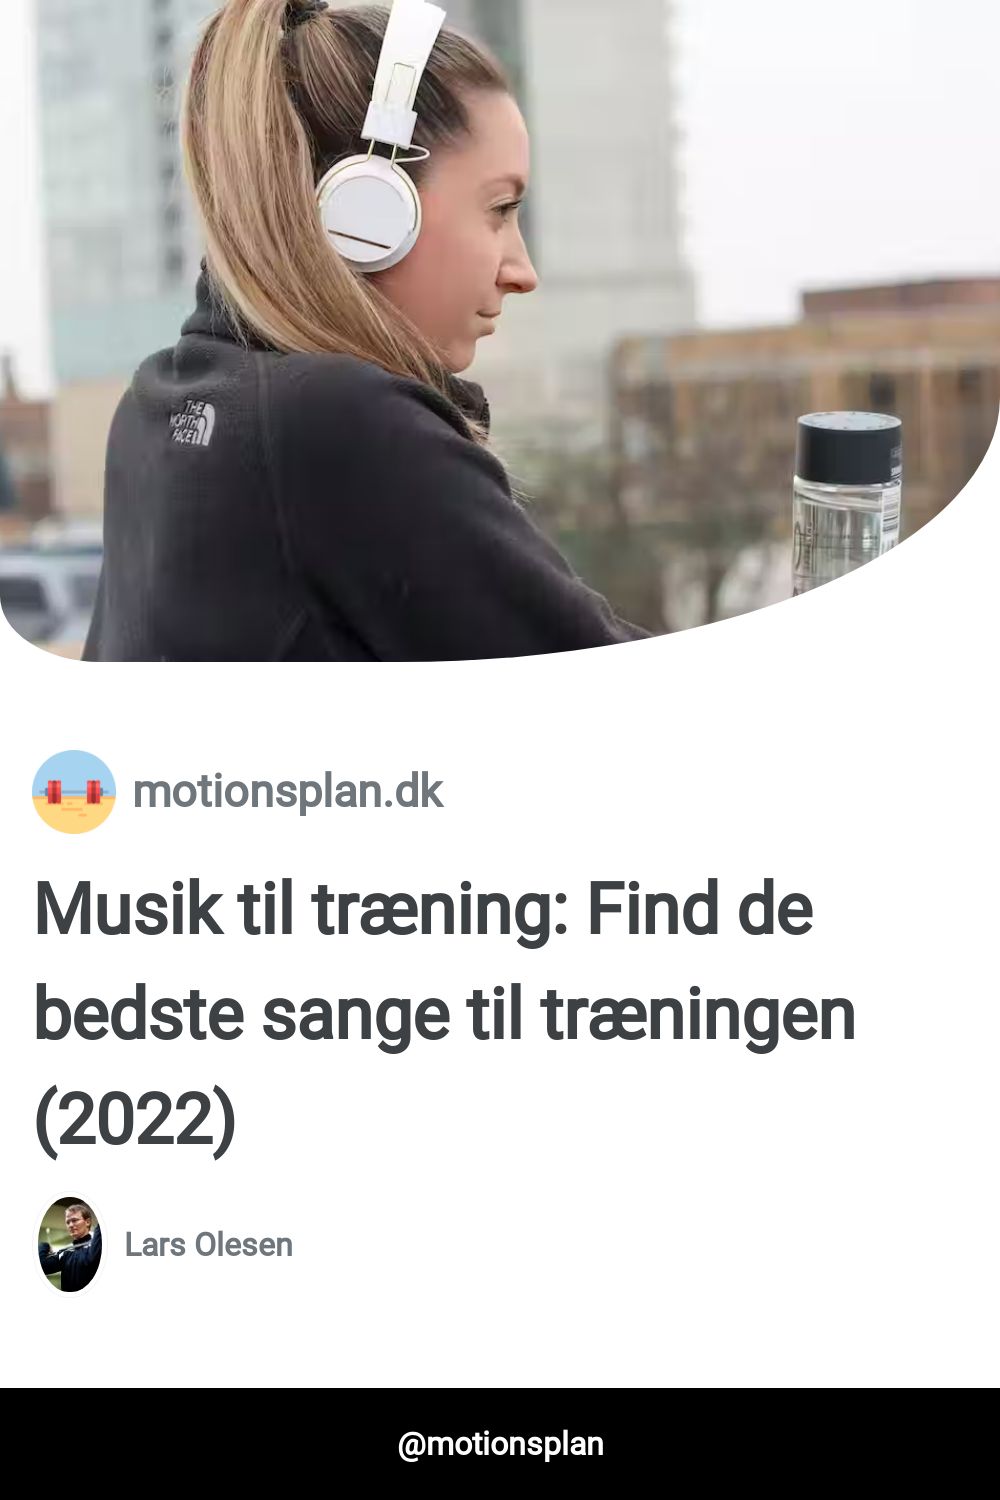 THE
NORTH
FACE
motionsplan.dk
Musik til træning: Find de
bedste sange til træningen
(2022)
Lars Olesen
@motionsplan